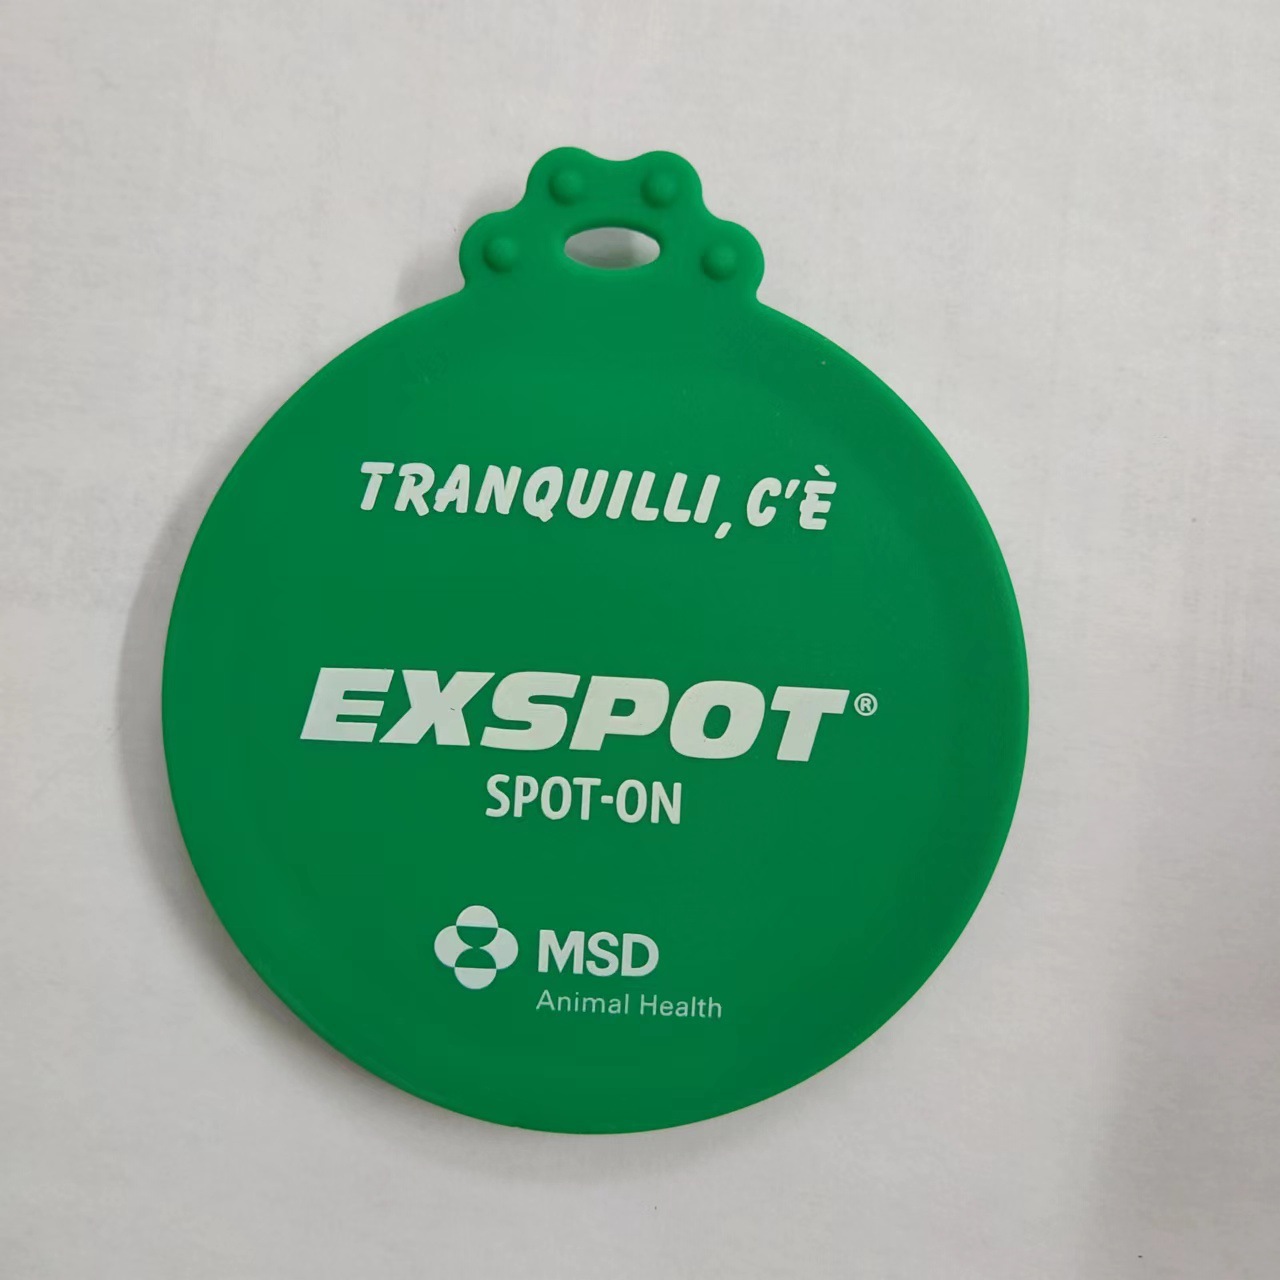 TRANQUILLI, C'È
EXSPOT®
SPOT-ON
MSD
Animal Health